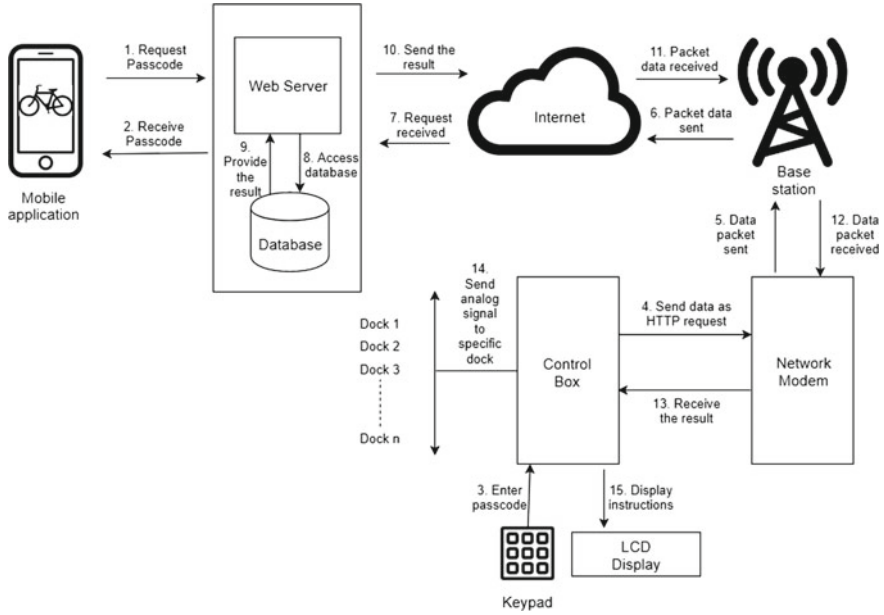 1. Request
Passcode
2. Receive
Passcode
Mobile
application
Web Server
9.
Provide
the
result
8. Access
database
Database
10. Send the
result
7. Request
received
Internet
11. Packet
data received
6. Packet data
sent
Base
station
5. Data
packet
sent
12. Data
packet
received
14.
Send
analog
signal
to
specific
dock
Dock 1
Dock 2
Dock 3
Dock n
Control
Box
4. Send data as
HTTP request
13. Receive
the result
Network
Modem
3. Enter
passcode
15. Display
instructions
Keypad
LCD
Display